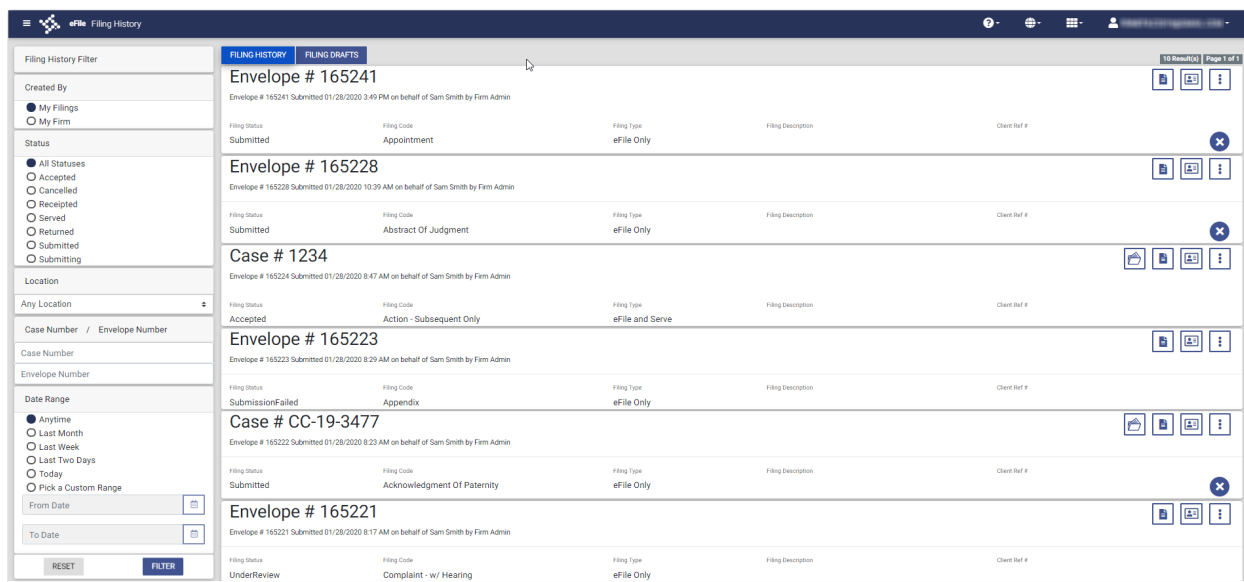 eFile Filing History
Filing History Filter
Created By
My Filings
My Firm
Status
All Statuses
Accepted
Cancelled
Receipted
Served
Returned
Submitted
Submitting
Location
Any Location
Case Number / Envelope Number
Case Number
Envelope Number
Date Range
Anytime
Last Month
Last Week
Last Two Days
Today
Pick a Custom Range
From Date
To Date
RESET FILTER
FILING HISTORY FILING DRAFTS
10 Result(s) Page 1 of 1
Envelope # 165241
Envelope # 165241 Submitted 01/28/2020 3:49 PM on behalf of Sam Smith by Firm Admin
Filing Status Filing Code Filing Type Filing Description Client Ref #
Submitted Appointment eFile Only
Envelope # 165228
Envelope # 165228 Submitted 01/28/2020 10:39 AM on behalf of Sam Smith by Firm Admin
Filing Status Filing Code Filing Type Filing Description Client Ref #
Submitted Abstract Of Judgment eFile Only
Case # 1234
Envelope # 165224 Submitted 01/28/2020 8:47 AM on behalf of Sam Smith by Firm Admin
Filing Status Filing Code Filing Type Filing Description Client Ref #
Accepted Action - Subsequent Only eFile and Serve
Envelope # 165223
Envelope # 165223 Submitted 01/28/2020 8:29 AM on behalf of Sam Smith by Firm Admin
Filing Status Filing Code Filing Type Filing Description Client Ref #
SubmissionFailed Appendix eFile Only
Case # CC-19-3477
Envelope # 165222 Submitted 01/28/2020 8:23 AM on behalf of Sam Smith by Firm Admin
Filing Status Filing Code Filing Type Filing Description Client Ref #
Submitted Acknowledgment Of Paternity eFile Only
Envelope # 165221
Envelope # 165221 Submitted 01/28/2020 8:17 AM on behalf of Sam Smith by Firm Admin
Filing Status Filing Code Filing Type Filing Description Client Ref #
UnderReview Complaint - w/ Hearing eFile Only